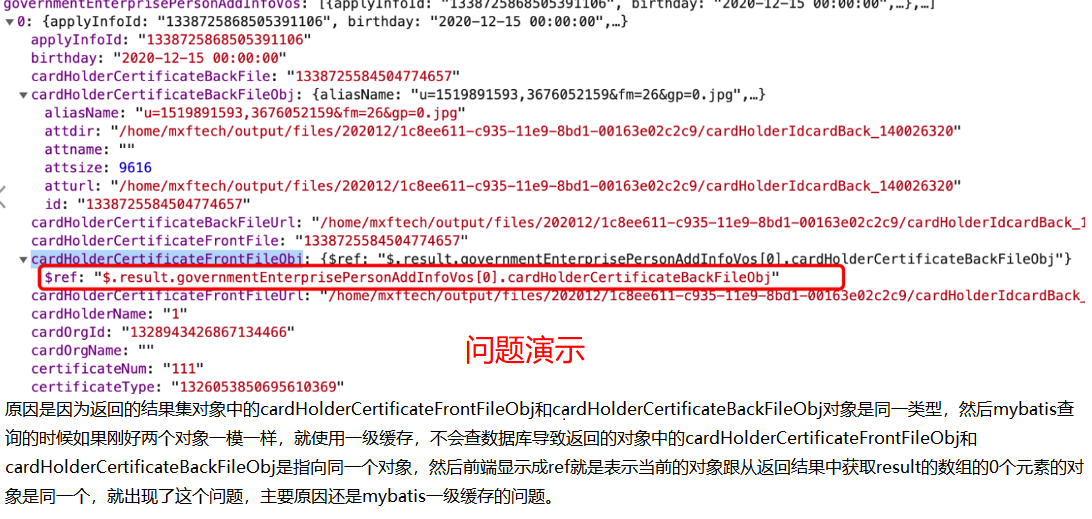 governmentEnterprisePersonAddInfoVos: [{applyInfoId: "1338725868505391106", birthday: "2020-12-15 00:00:00",…},…]
▼0: {applyInfoId: "1338725868505391106", birthday: "2020-12-15 00:00:00",…}
applyInfoId: "1338725868505391106"
birthday: "2020-12-15 00:00:00"
cardHolderCertificateBackFile: "1338725584504774657"
▼cardHolderCertificateBackFileObj: {aliasName: "u=1519891593,3676052159&fm=26&gp=0.jpg",…}
aliasName: "u=1519891593,3676052159&fm=26&gp=0.jpg"
attdir: "/home/mxftech/output/files/202012/1c8ee611-c935-11e9-8bd1-00163e02c2c9/cardHolderIdcardBack_140026320"
attname: ""
attsize: 9616
atturl: "/home/mxftech/output/files/202012/1c8ee611-c935-11e9-8bd1-00163e02c2c9/cardHolderIdcardBack_140026320"
id: "1338725584504774657"
cardHolderCertificateBackFileUrl: "/home/mxftech/output/files/202012/1c8ee611-c935-11e9-8bd1-00163e02c2c9/cardHolderIdcardBack_1
cardHolderCertificateFrontFile: "1338725584504774657"
▼cardHolderCertificateFrontFileObj: {$ref: "$.result.governmentEnterprisePersonAddInfoVos[0].cardHolderCertificateBackFileObj"}
$ref: "$.result.governmentEnterprisePersonAddInfoVos[0].cardHolderCertificateBackFileObj"
cardHolderCertificateFrontFileUrl: "/home/mxftech/output/files/202012/1c8ee611-c935-11e9-8bd1-00163e02c2c9/cardHolderIdcardBack_
cardHolderName: "1"
cardOrgId: "1328943426867134466"
cardOrgName: ""
问题演示
certificateNum: "111"
certificateType: "1326053850695610369"
原因是因为返回的结果集对象中的cardHolderCertificateFrontFileObj和cardHolderCertificateBackFileObj对象是同一类型，然后mybatis查
询的时候如果刚好两个对象一模一样，就使用一级缓存，不会查数据库导致返回的对象中的cardHolderCertificateFrontFileObj和
cardHolderCertificateBackFileObj是指向同一个对象，然后前端显示成ref就是表示当前的对象跟从返回结果中获取result的数组的0个元素的对
象是同一个，就出现了这个问题，主要原因还是mybatis一级缓存的问题。